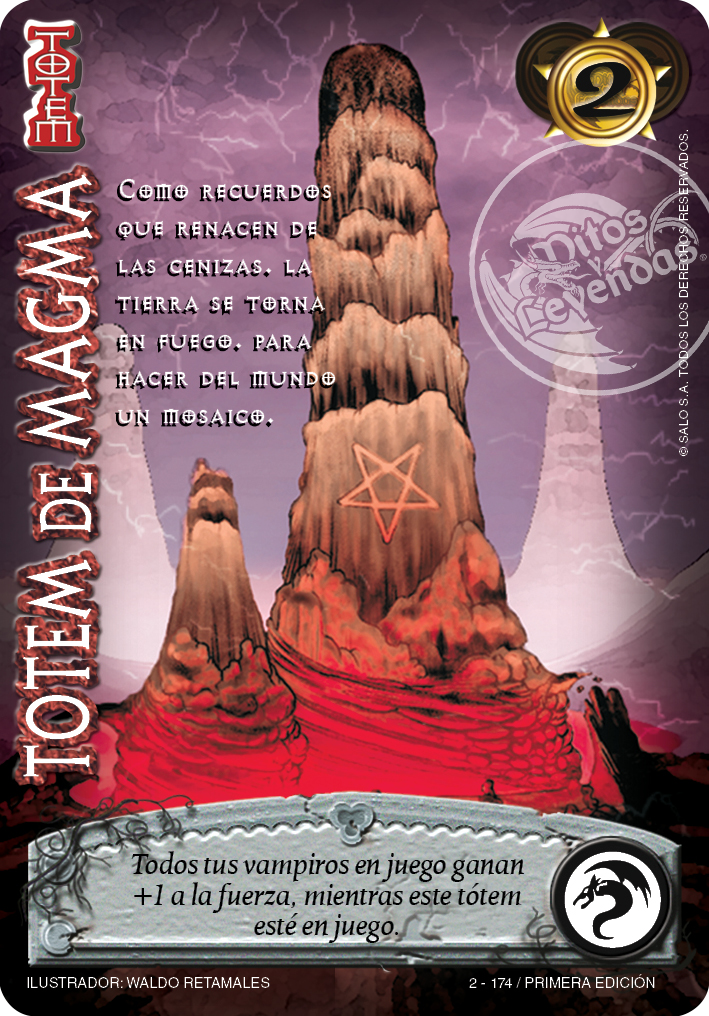 TOTEM
2
TOTEM DE MAGMA
Como recuerdos
que renacen de
las cenizas. la
tierra se torna
en fuego. para
hacer del mundo
un mosaico.
Mitos
y
Leyendas
®
© SALO S.A. TODOS LOS DERECHOS RESERVADOS.
Todos tus vampiros en juego ganan
+1 a la fuerza, mientras este tótem
esté en juego.
ILUSTRADOR: WALDO RETAMALES
2 - 174 / PRIMERA EDICIÓN